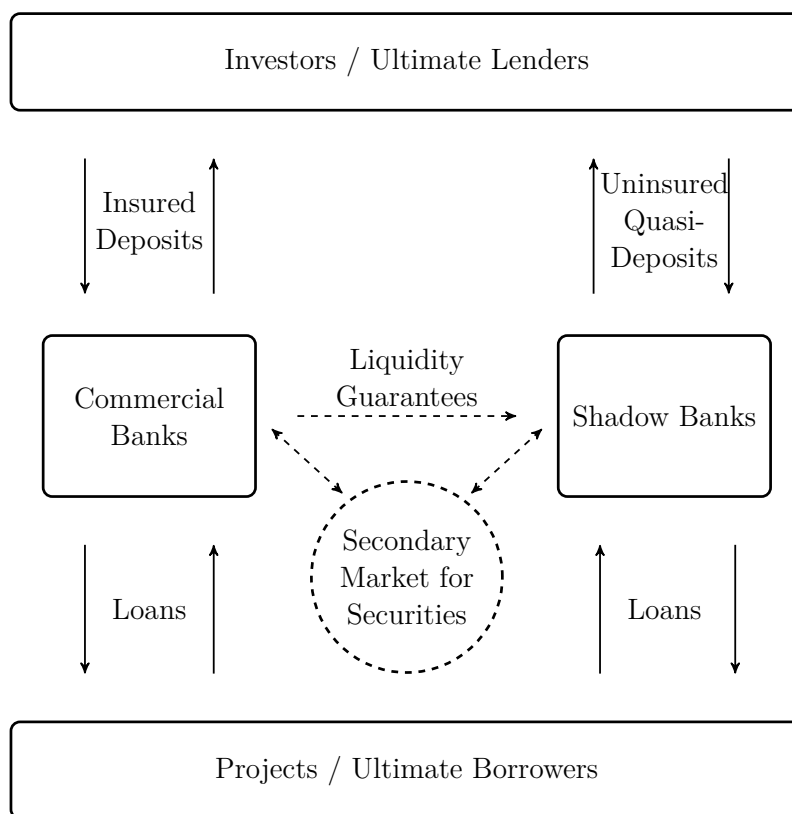 Investors / Ultimate Lenders
Insured
Deposits
Uninsured
Quasi-
Deposits
Commercial
Banks
Liquidity
Guarantees
Shadow Banks
Secondary
Market for
Securities
Loans
Loans
Projects / Ultimate Borrowers